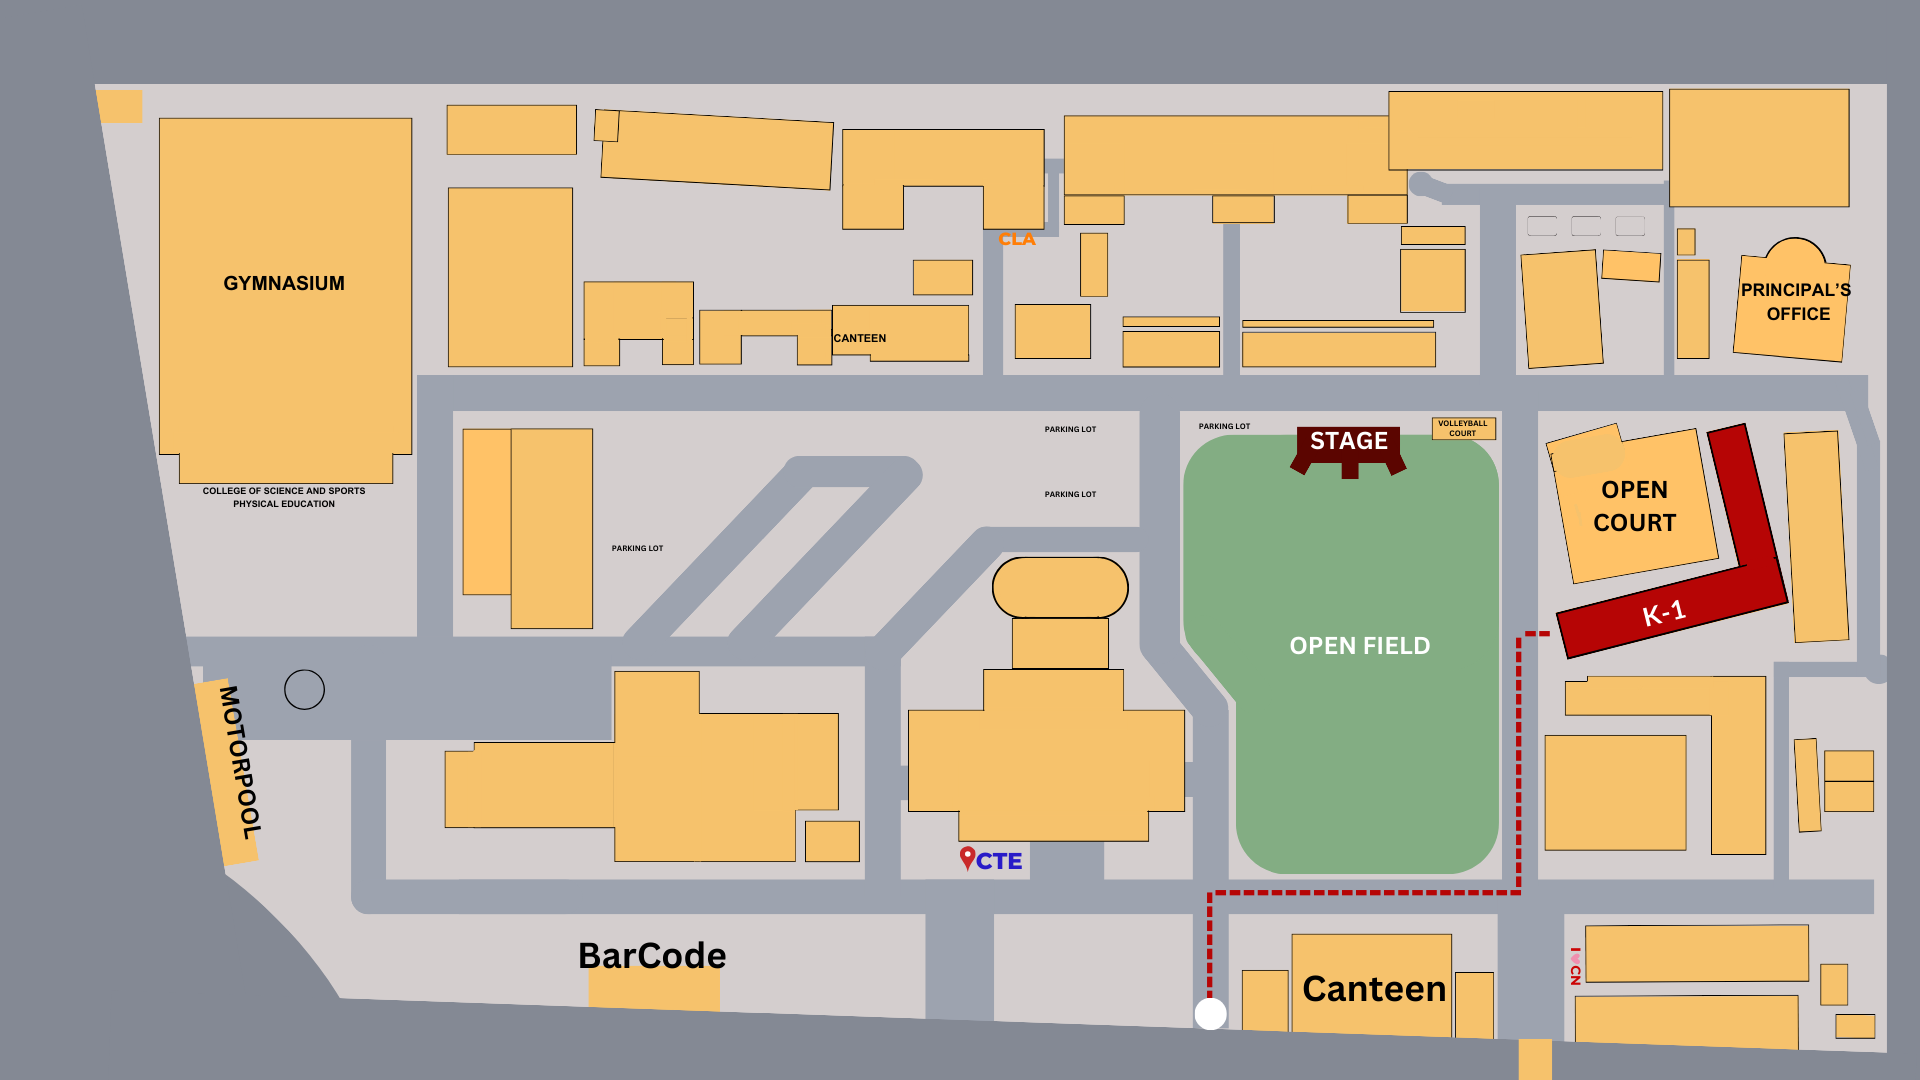 CLA
GYMNASIUM
PRINCIPAL'S
OFFICE
CANTEEN
PARKING LOT
PARKING LOT
VOLLEYBALL
COURT
STAGE
COLLEGE OF SCIENCE AND SPORTS
PHYSICAL EDUCATION
PARKING LOT
OPEN
COURT
PARKING LOT
K-1
OPEN FIELD
MOTORPOOL
CTE
BarCode
Canteen
I CN